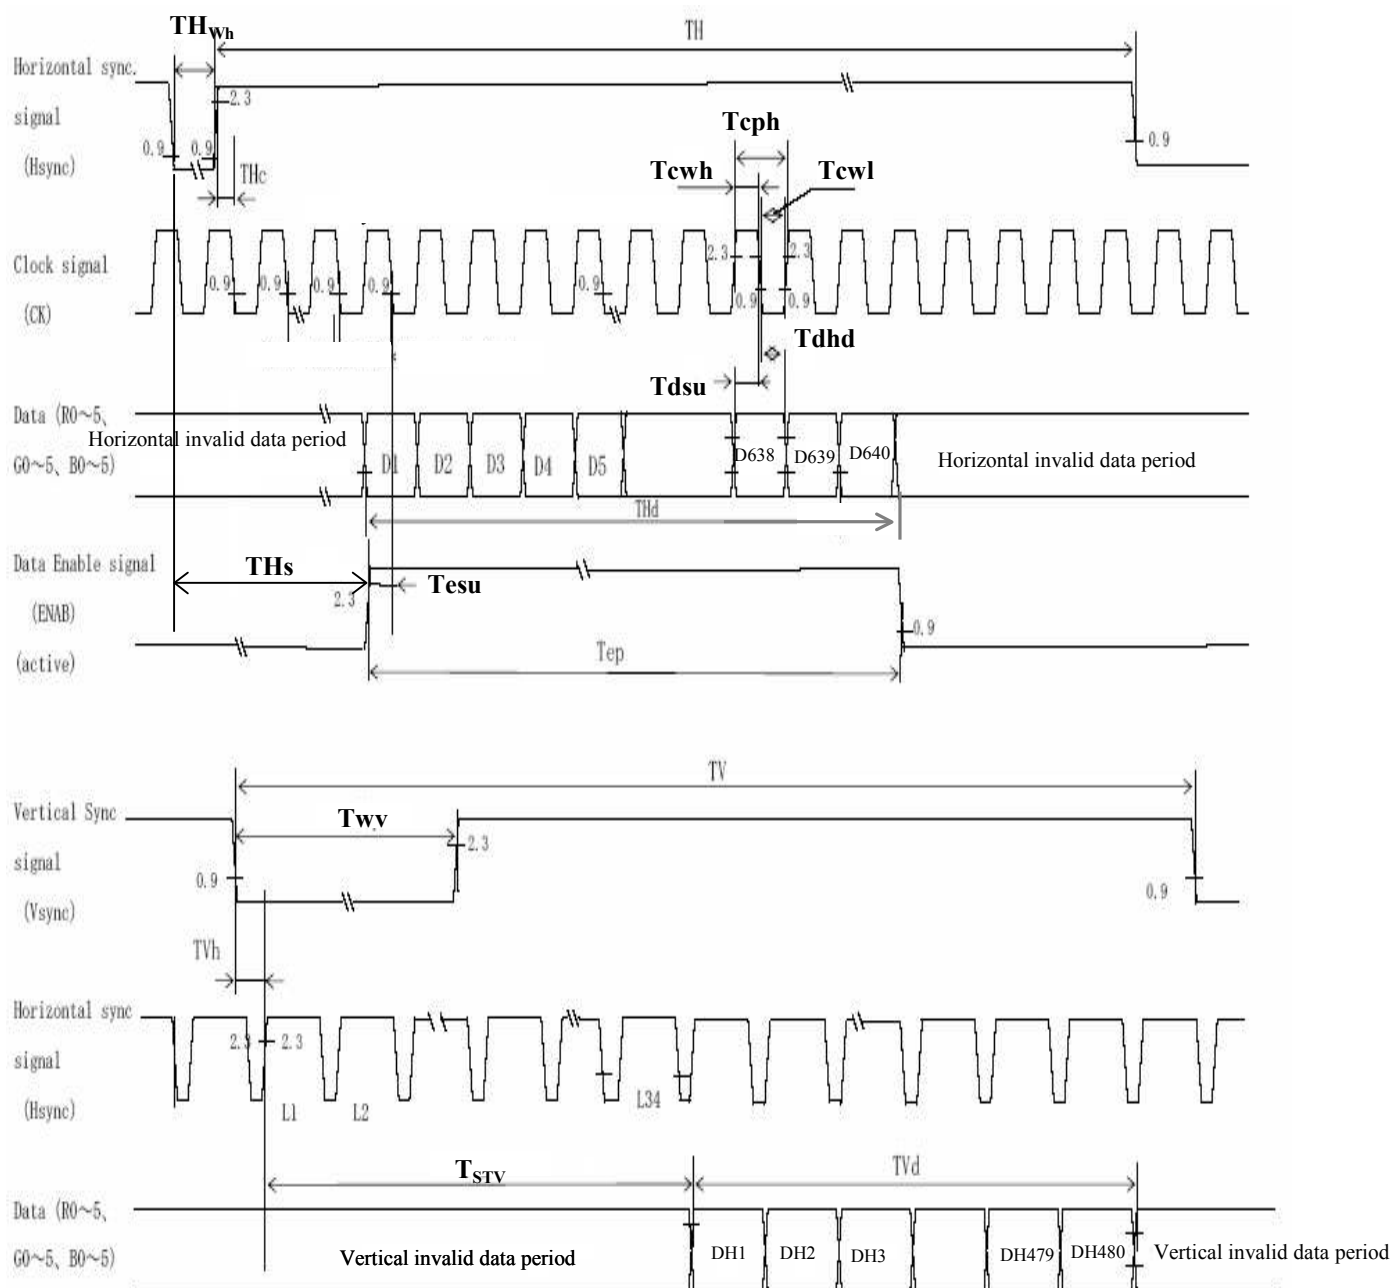 TH_Wh
TH
Horizontal sync.
signal
(Hsync)
2.3
0.9
0.9
0.9
THc
Tcph
Tcwh
Tcwl
Clock signal
(CK)
0.9
0.9
0.9
0.9
0.9
2.3
2.3
0.9
0.9
Tdhd
Tdsu
Data (R0~5、
G0~5、B0~5)
Horizontal invalid data period
D1
D2
D3
D4
D5
D638
D639
D640
Horizontal invalid data period
THd
Data Enable signal
(ENAB)
(active)
THs
2.3
Tesu
0.9
Tep
TV
Vertical Sync
signal
(Vsync)
Twv
2.3
0.9
0.9
TVh
Horizontal sync
signal
(Hsync)
2.3
2.3
L1
L2
L34
T_STV
TVd
Data (R0~5、
G0~5、B0~5)
Vertical invalid data period
DH1
DH2
DH3
DH479
DH480
Vertical invalid data period